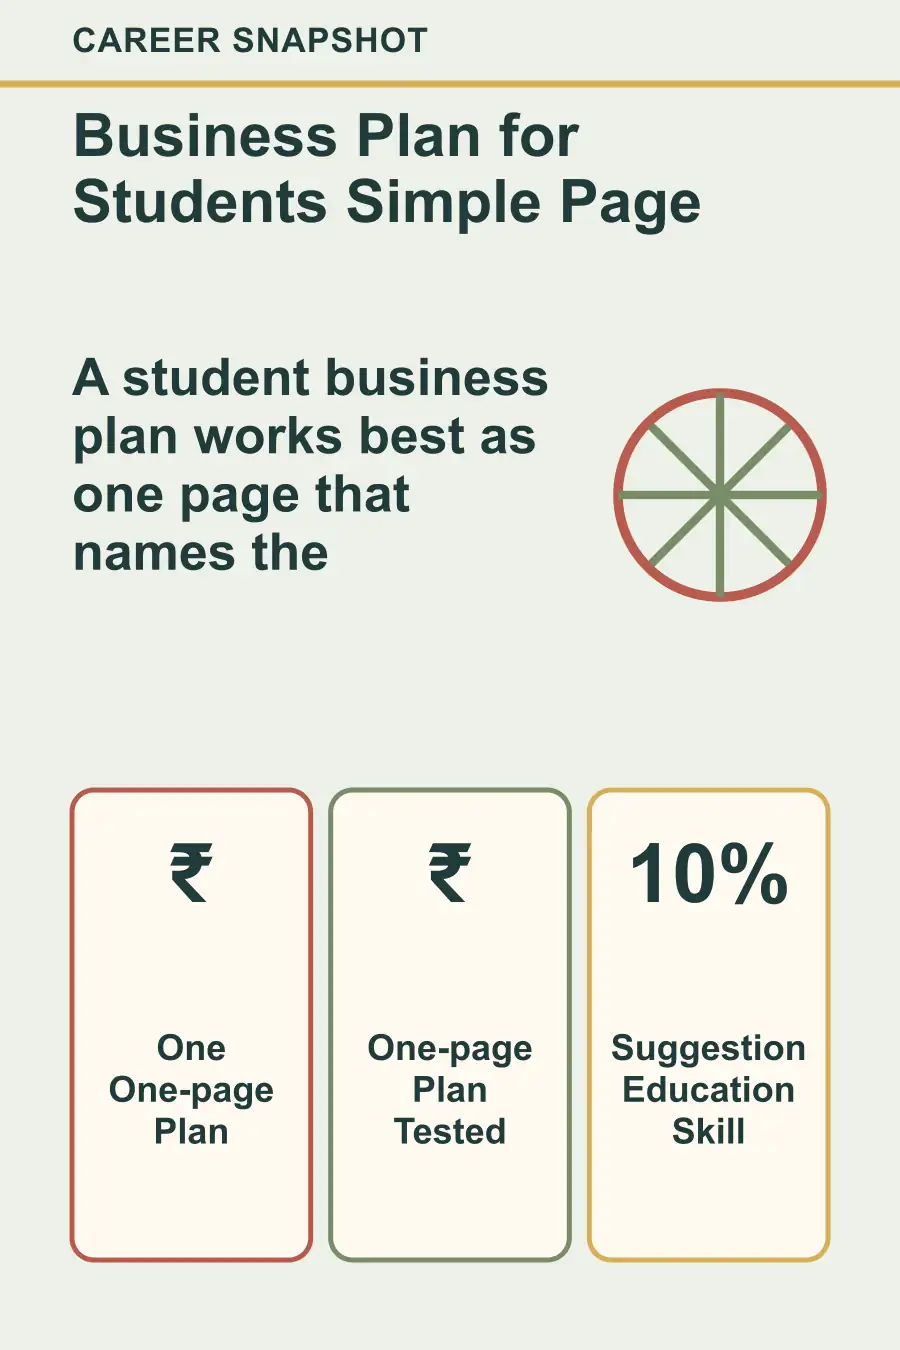 CAREER SNAPSHOT
Business Plan for
Students Simple Page
A student business
plan works best as
one page that
names the
₹
One
One-page
Plan
₹
One-page
Plan
Tested
10%
Suggestion
Education
Skill